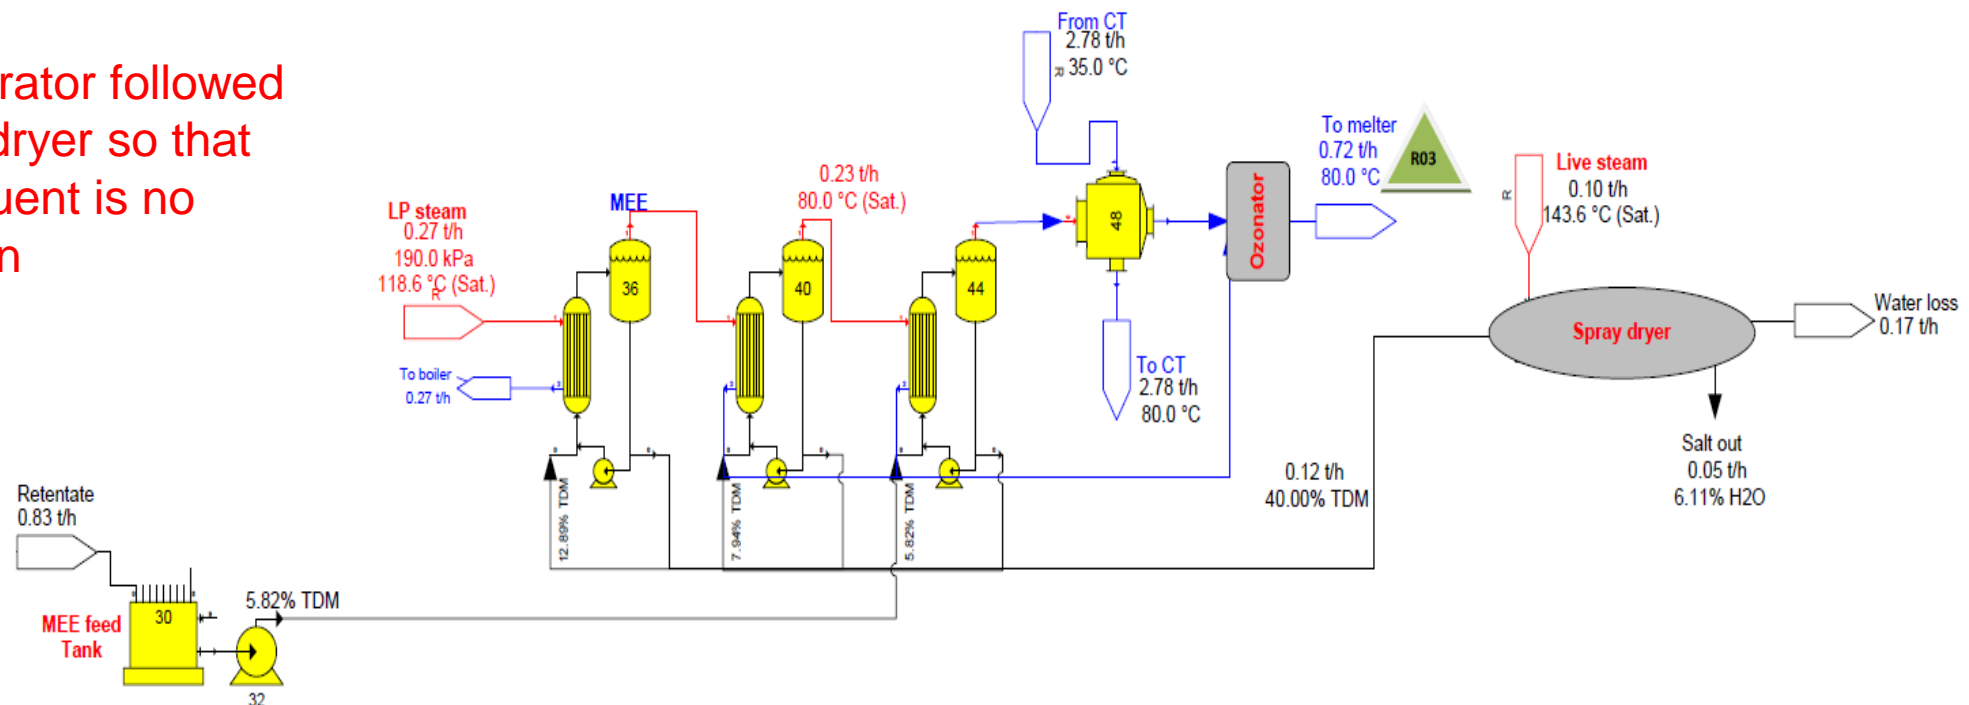 rator followed
dryer so that
uent is no
n
From CT
2.78 t/h
35.0 °C
R
To melter
0.72 t/h
80.0 °C
R03
Live steam
0.10 t/h
143.6 °C (Sat.)
R
0.23 t/h
80.0 °C (Sat.)
MEE
LP steam
0.27 t/h
190.0 kPa
118.6 °C (Sat.)
R
36
40
44
48
Ozonator
To boiler
0.27 t/h
To CT
2.78 t/h
80.0 °C
Spray dryer
Water loss
0.17 t/h
Salt out
0.05 t/h
6.11% H2O
0.12 t/h
40.00% TDM
12.89% TDM
7.94% TDM
5.82% TDM
Retentate
0.83 t/h
5.82% TDM
MEE feed
Tank
30
32